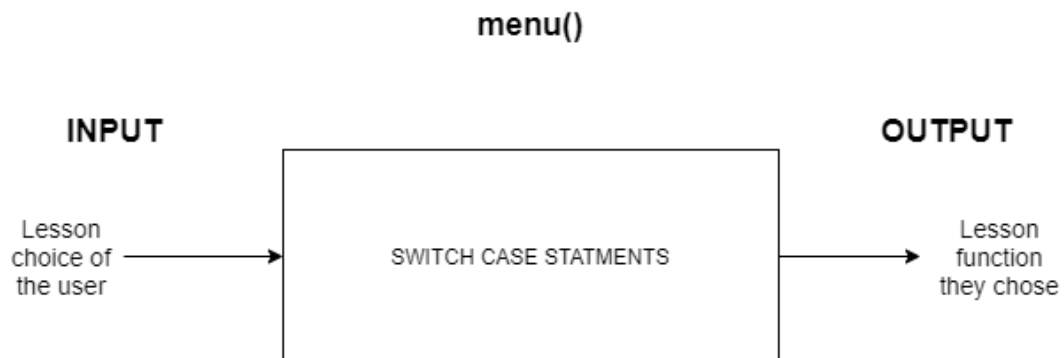 menu()
INPUT
OUTPUT
Lesson
choice of
the user
SWITCH CASE STATMENTS
Lesson
function
they chose